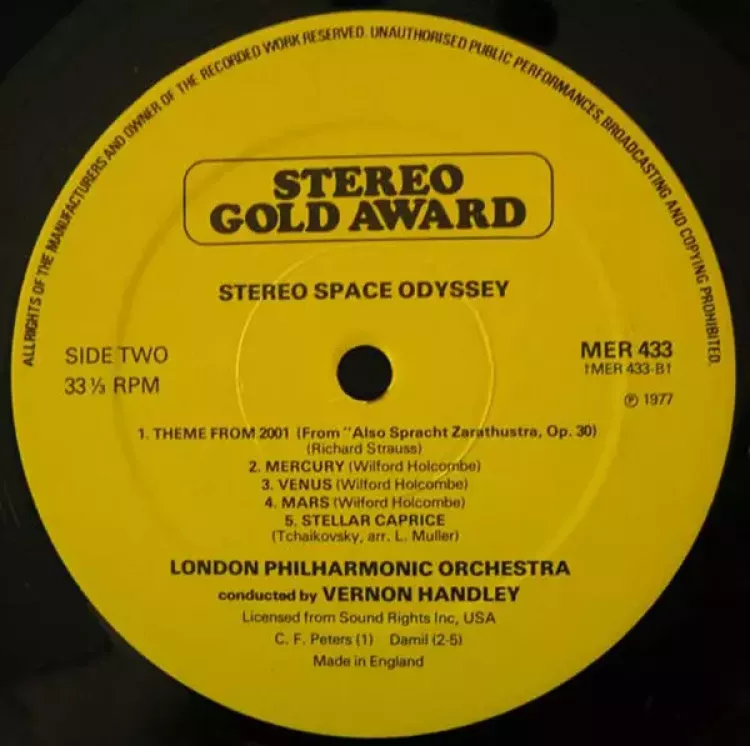 ALL RIGHTS OF THE MANUFACTURERS AND OWNER OF THE RECORDED WORK RESERVED. UNAUTHORISED PUBLIC PERFORMANCES, BROADCASTING AND COPYING PROHIBITED.
STEREO
GOLD AWARD
STEREO SPACE ODYSSEY
SIDE TWO
33⅓ RPM
MER 433
†MER 433-B†
℗ 1977
1. THEME FROM 2001 (From "Also Spracht Zarathustra, Op. 30)
(Richard Strauss)
2. MERCURY (Wilford Holcombe)
3. VENUS (Wilford Holcombe)
4. MARS (Wilford Holcombe)
5. STELLAR CAPRICE
(Tchaikovsky, arr. L. Muller)
LONDON PHILHARMONIC ORCHESTRA
conducted by VERNON HANDLEY
Licensed from Sound Rights Inc, USA
C. F. Peters (1) Damil (2-5)
Made in England